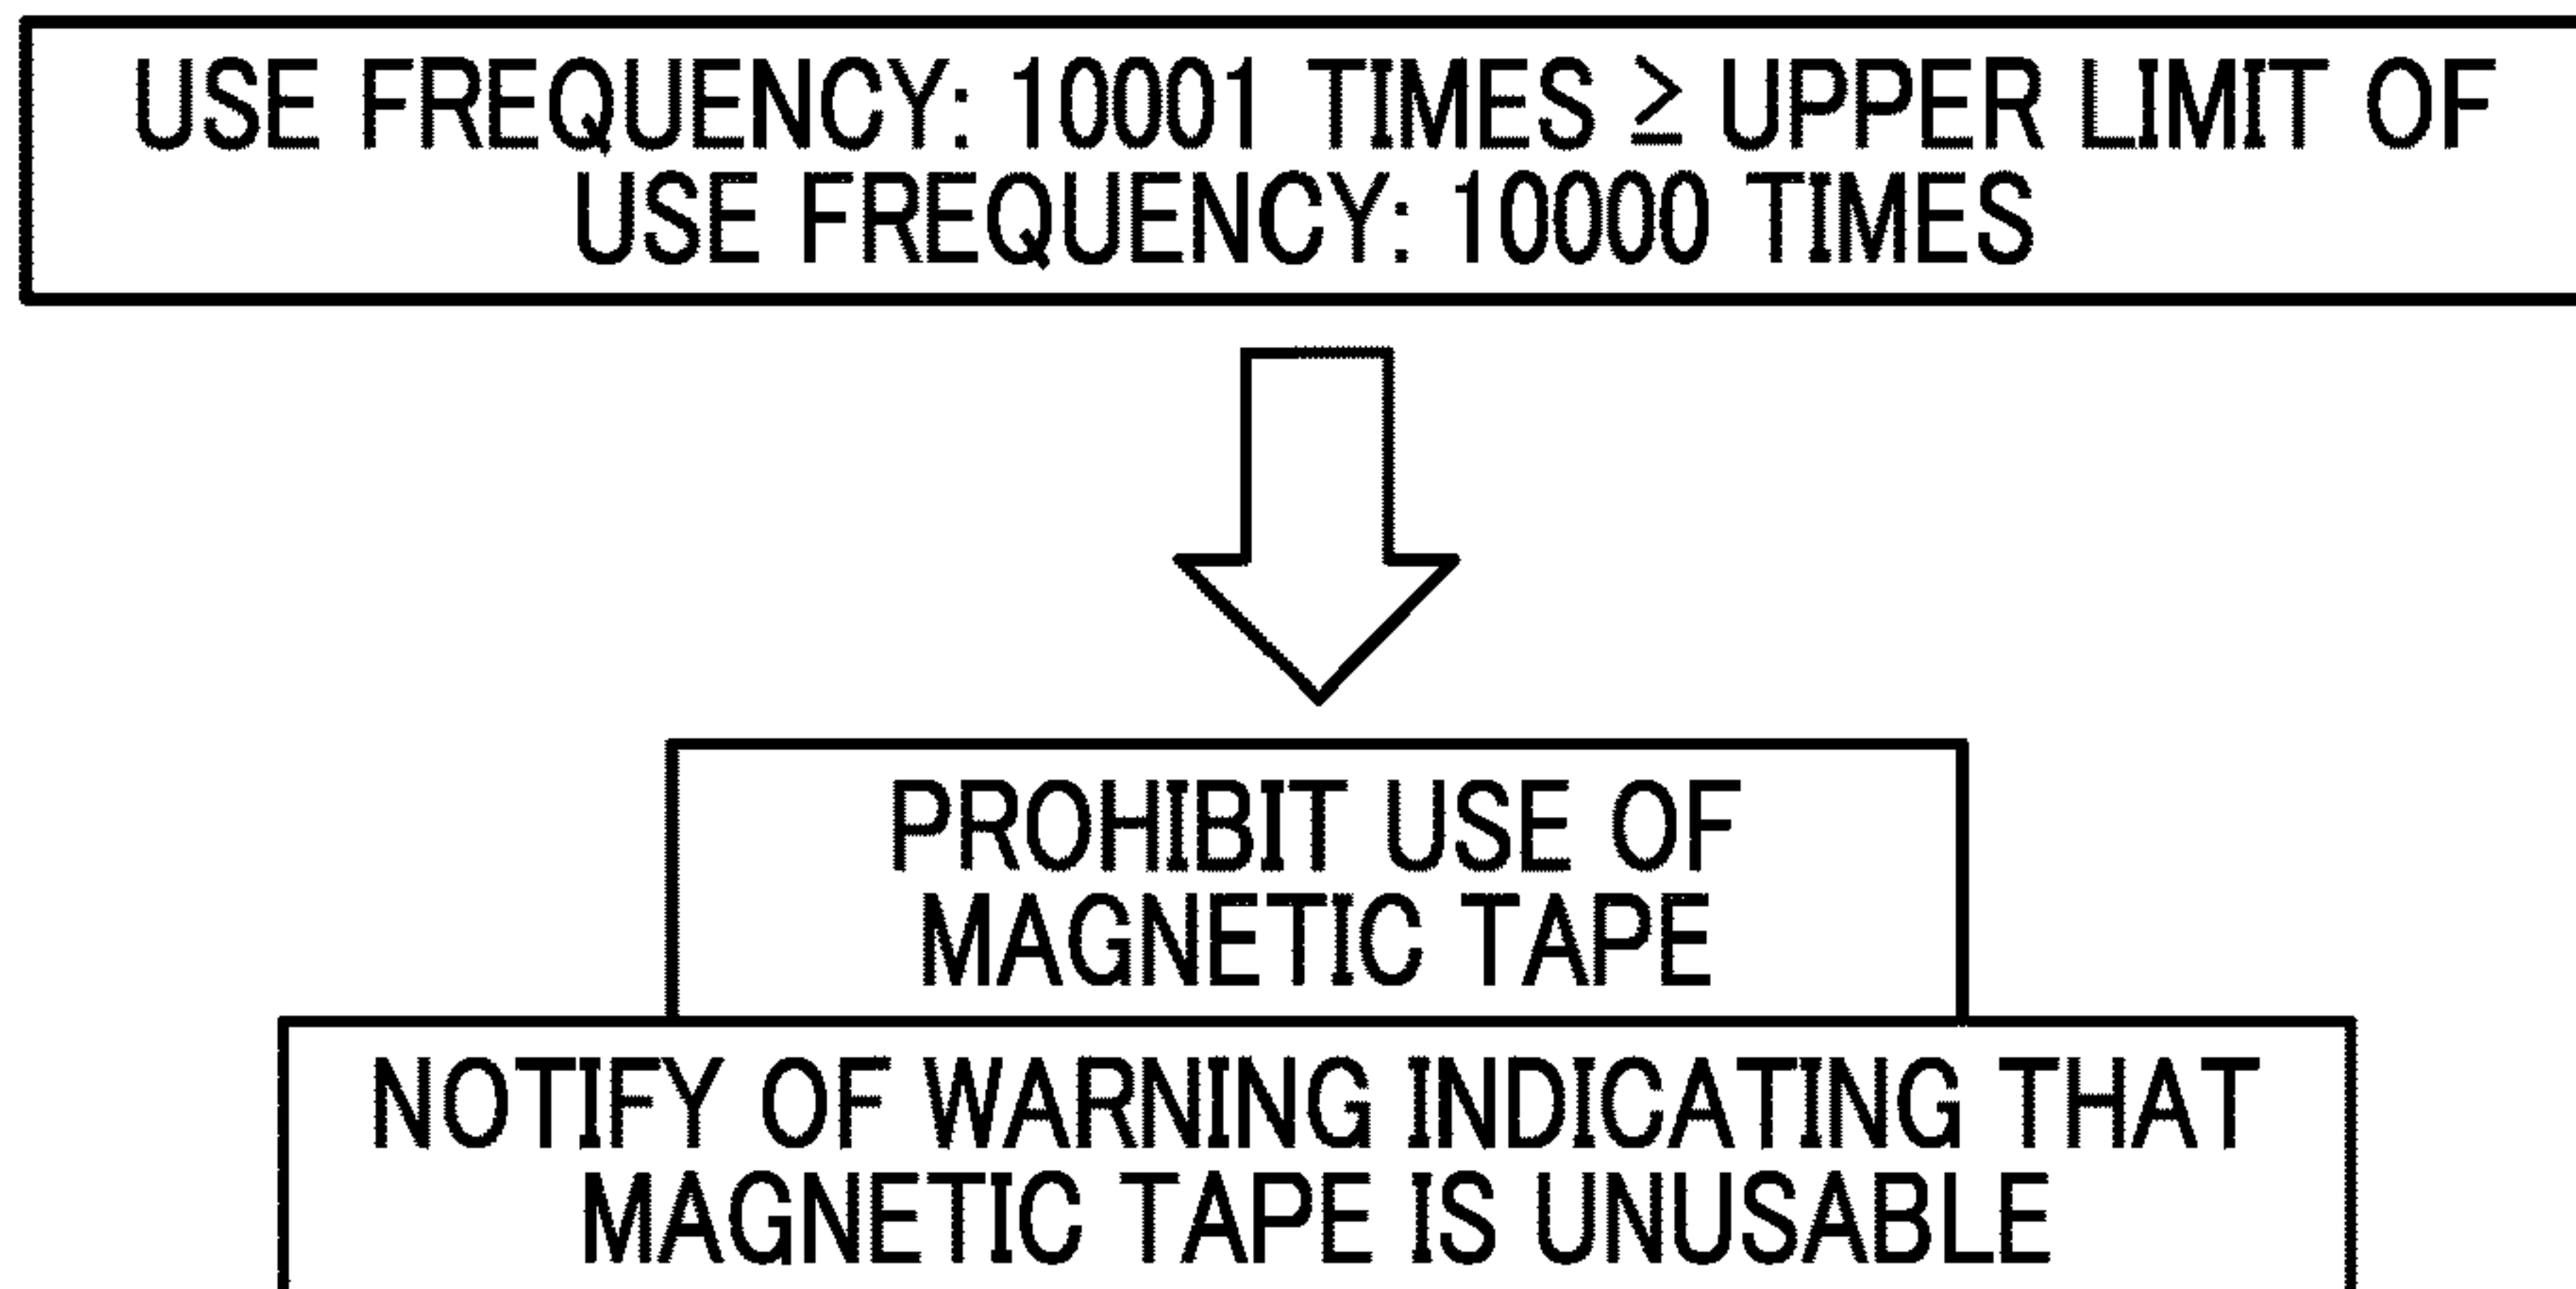 USE FREQUENCY: 10001 TIMES ≥ UPPER LIMIT OF
USE FREQUENCY: 10000 TIMES
PROHIBIT USE OF
MAGNETIC TAPE
NOTIFY OF WARNING INDICATING THAT
MAGNETIC TAPE IS UNUSABLE